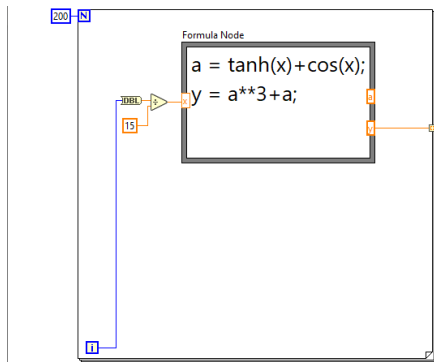 200 N
Formula Node
a = tanh(x)+cos(x);
y = a**3+a;
DBL
÷
x
a
15
y
i